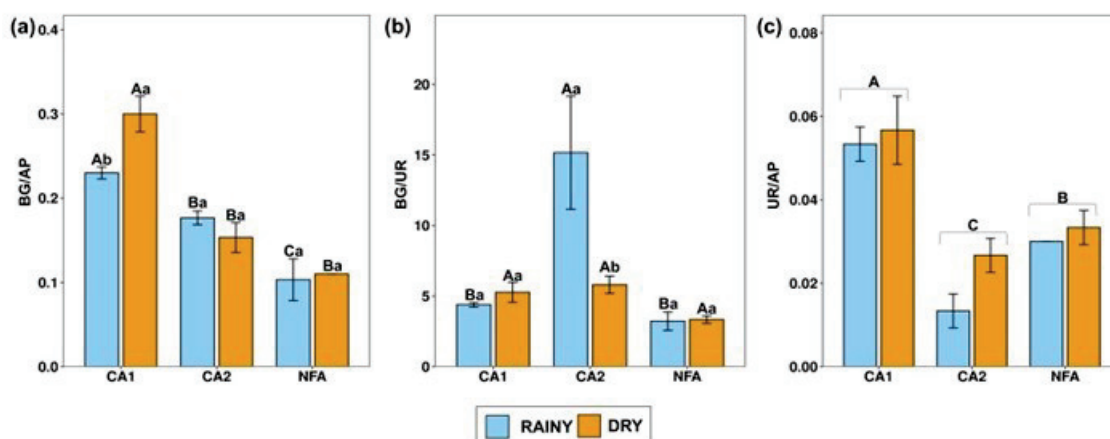 (a)
BG/AP
0.4
0.3
0.2
0.1
0.0
Ab
Aa
Ba
Ba
Ca
Ba
CA1 CA2 NFA
(b)
BG/UR
20
15
10
5
0
Ba
Aa
Aa
Ab
Ba
Aa
CA1 CA2 NFA
(c)
UR/AP
0.08
0.06
0.04
0.02
0.00
A
C
B
CA1 CA2 NFA
RAINY DRY